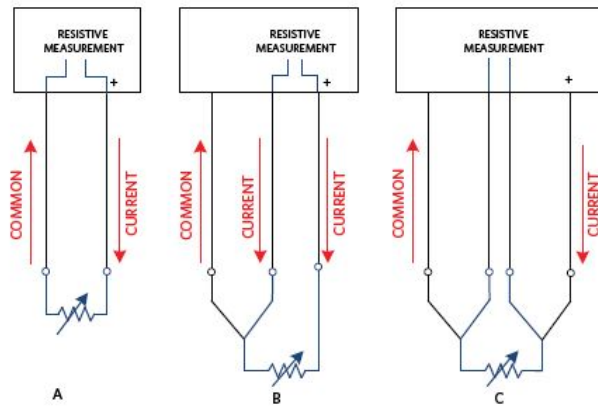 RESISTIVE
MEASUREMENT
+
COMMON
CURRENT
A
RESISTIVE
MEASUREMENT
+
COMMON
CURRENT
CURRENT
B
RESISTIVE
MEASUREMENT
+
COMMON
CURRENT
C